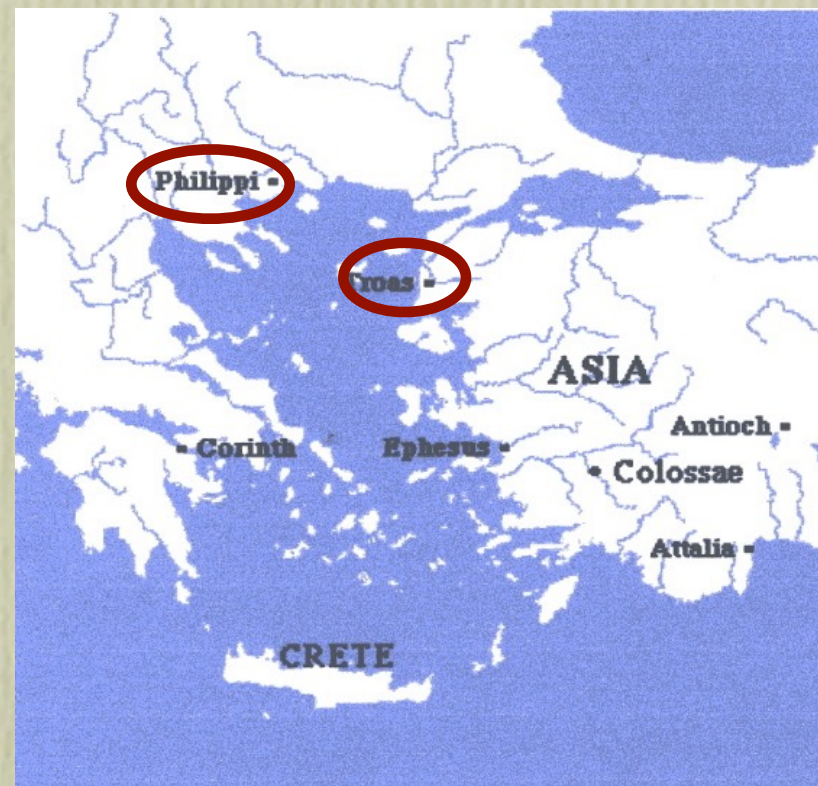 Philippi
Troas
ASIA
Antioch
Corinth
Ephesus
Colossae
Attalia
CRETE